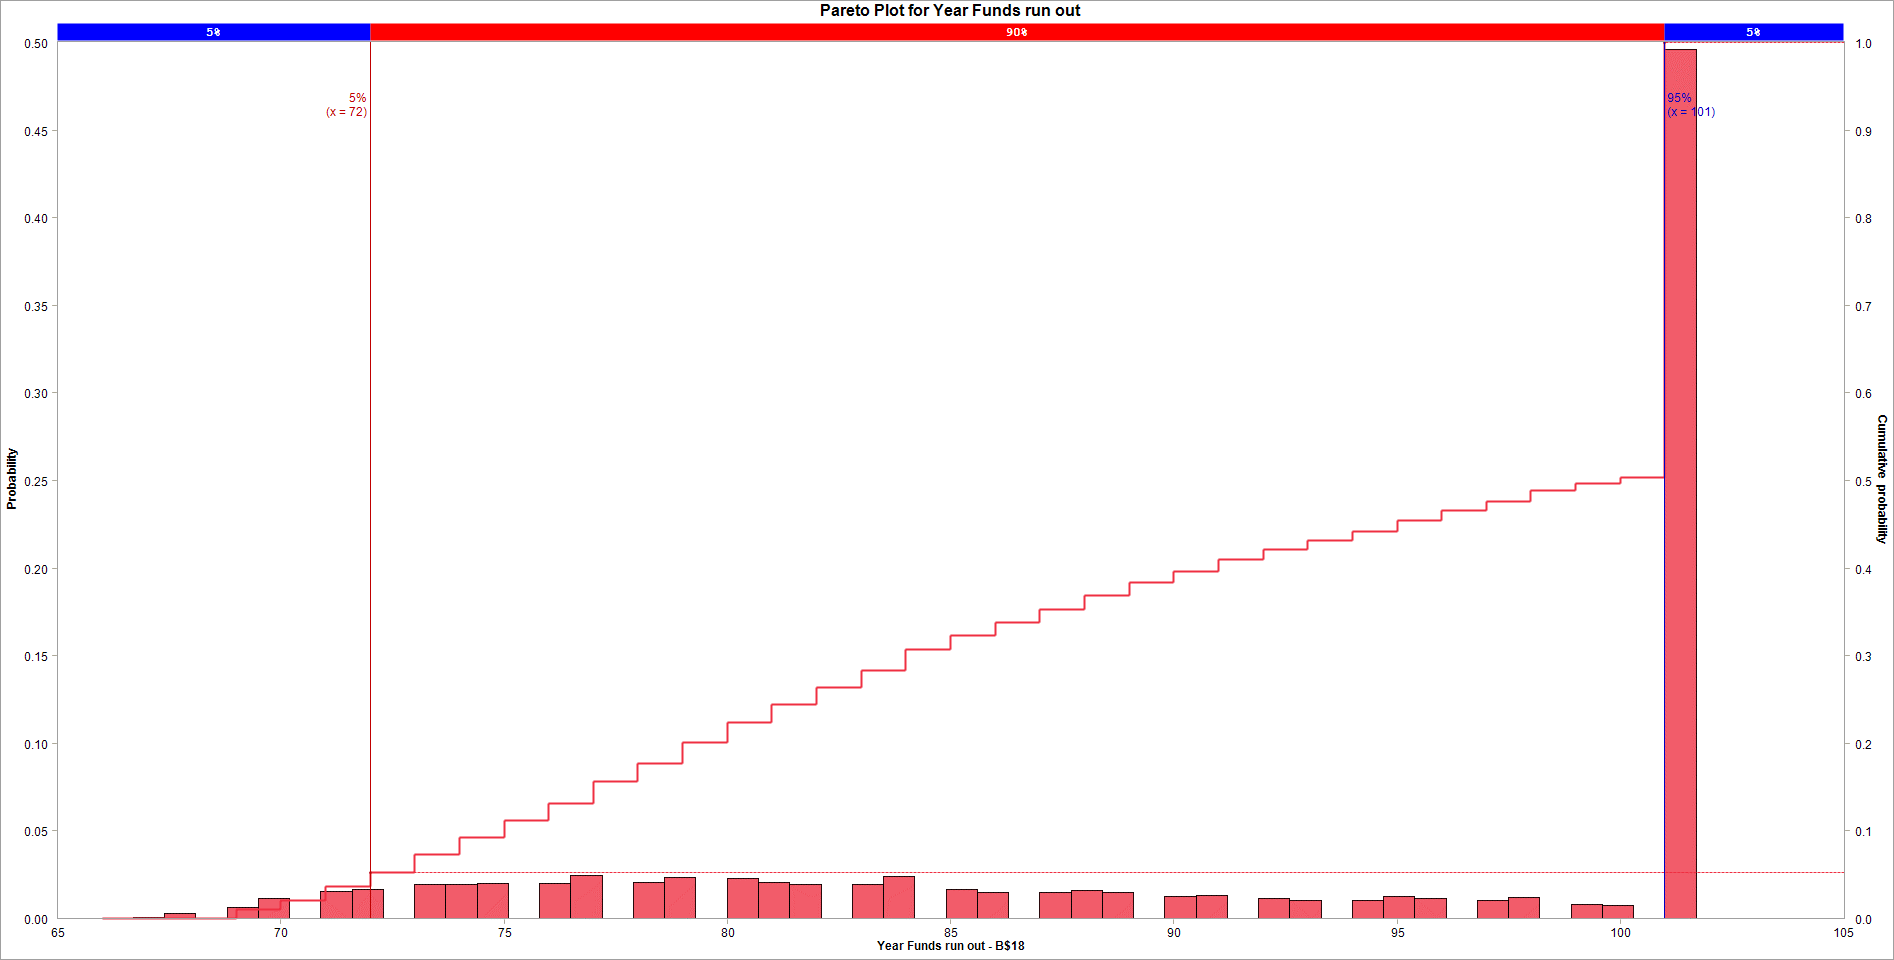 Pareto Plot for Year Funds run out
5% 90% 5%
0.50 1.0
5% 95%
(x = 72) (x = 101)
0.45 0.9
0.40 0.8
0.35 0.7
0.30 0.6
0.25 0.5
0.20 0.4
0.15 0.3
0.10 0.2
0.05 0.1
0.00 0.0
Probability
Cumulative probability
65 70 75 80 85 90 95 100 105
Year Funds run out - B$18